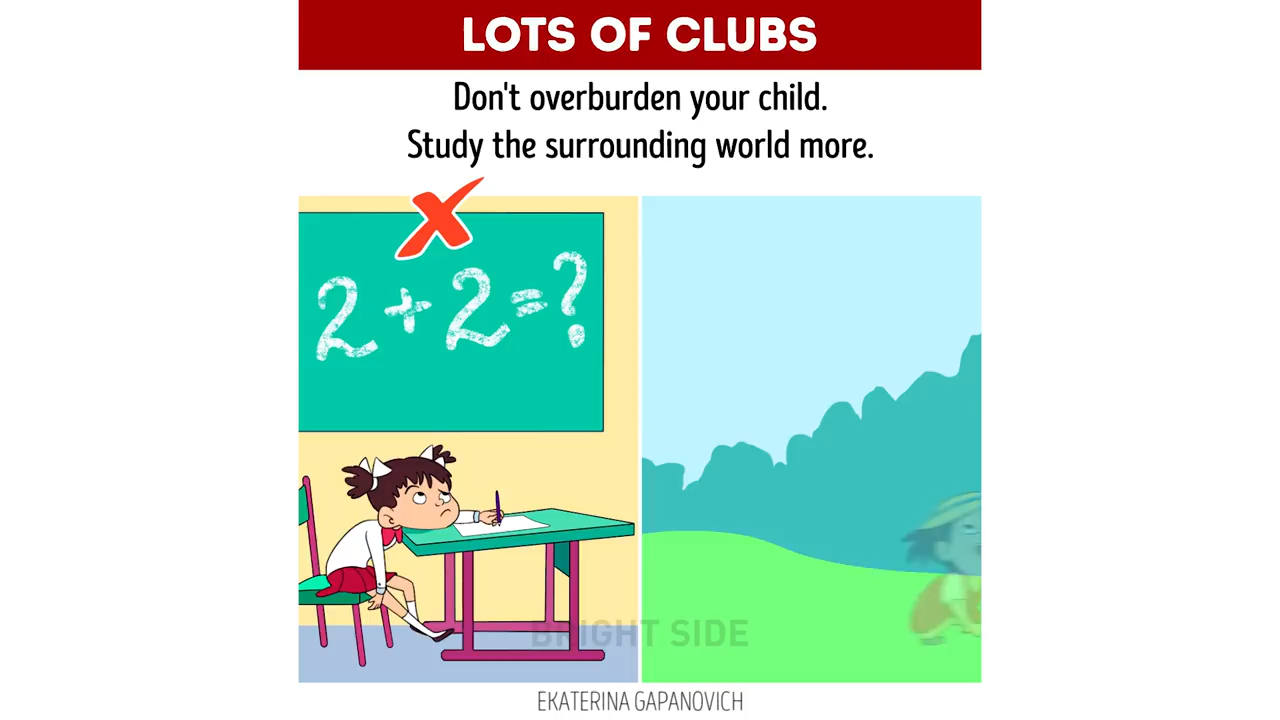 LOTS OF CLUBS
Don't overburden your child.
Study the surrounding world more.
2+2=?
BRIGHT SIDE
EKATERINA GAPANOVICH